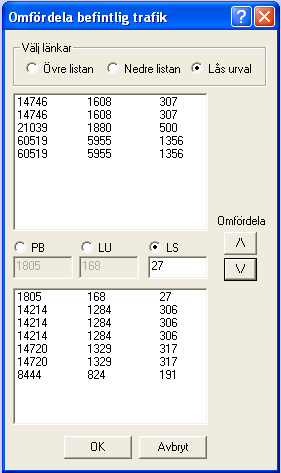 Omfördela befintlig trafik
Välj länkar
Övre listan Nedre listan Lås urval
14746 1608 307
14746 1608 307
21039 1880 500
60519 5955 1356
60519 5955 1356
Omfördela
/\
PB LU LS
1805 168 27
\/
1805 168 27
14214 1284 306
14214 1284 306
14214 1284 306
14720 1329 317
14720 1329 317
8444 824 191
OK Avbryt